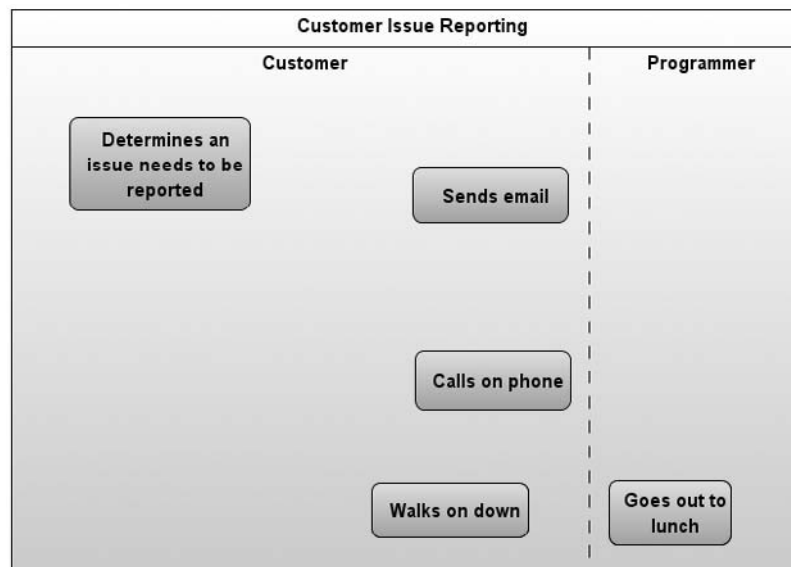 Customer Issue Reporting
Customer
Programmer
Determines an
issue needs to be
reported
Sends email
Calls on phone
Walks on down
Goes out to
lunch